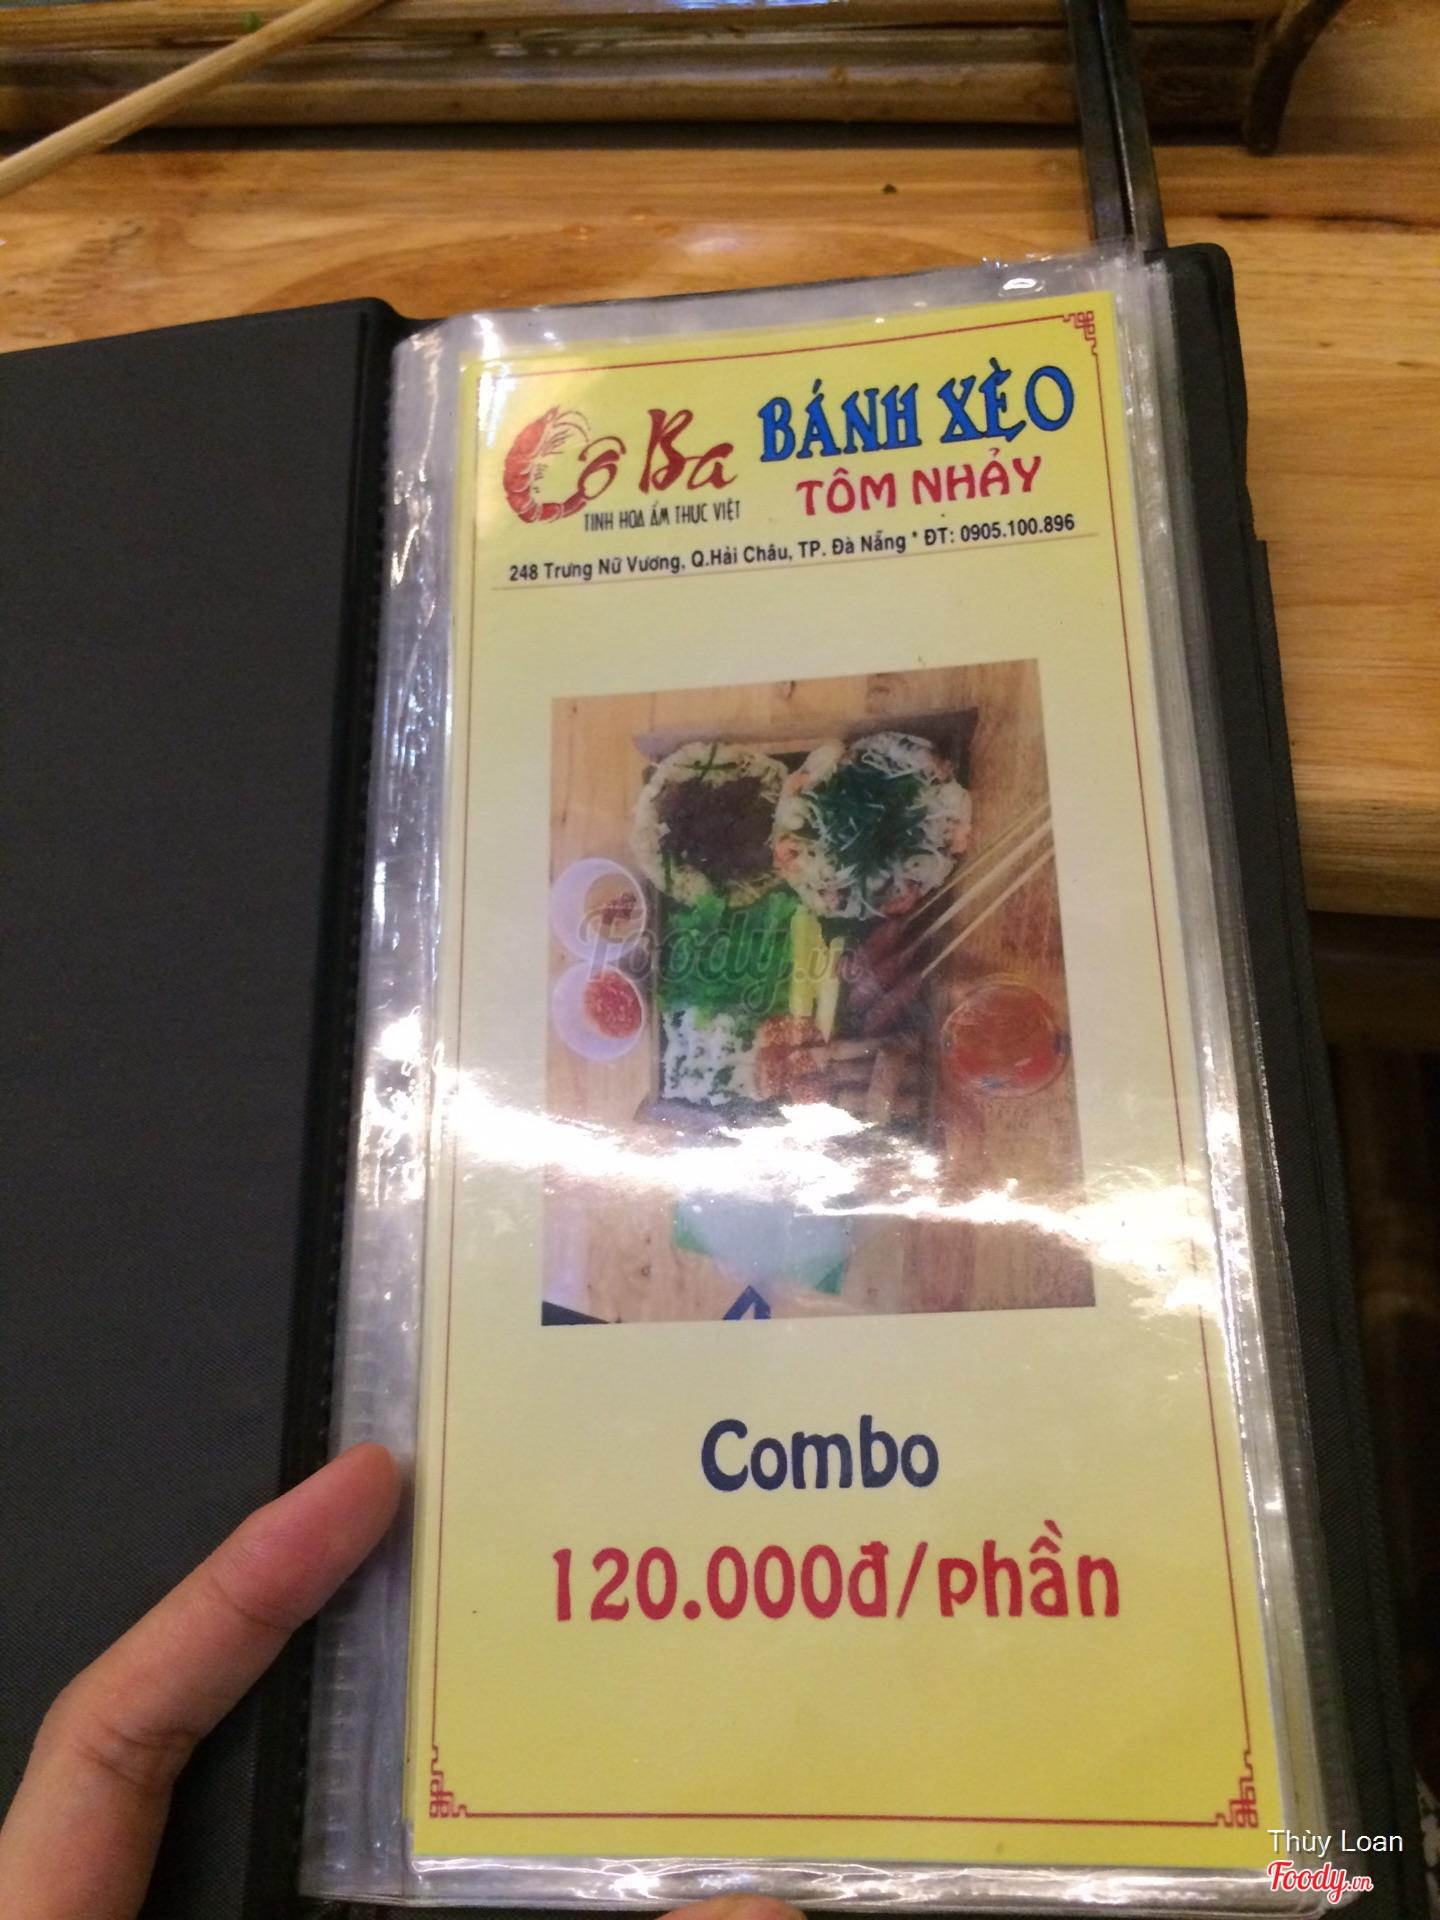 Cô Ba
TINH HOA ẨM THỰC VIỆT
BÁNH XÈO
TÔM NHẢY
248 Trưng Nữ Vương, Q.Hải Châu, TP. Đà Nẵng * ĐT: 0905.100.896
Foody.vn
Combo
120.000đ/phần
Thùy Loan
Foody.vn